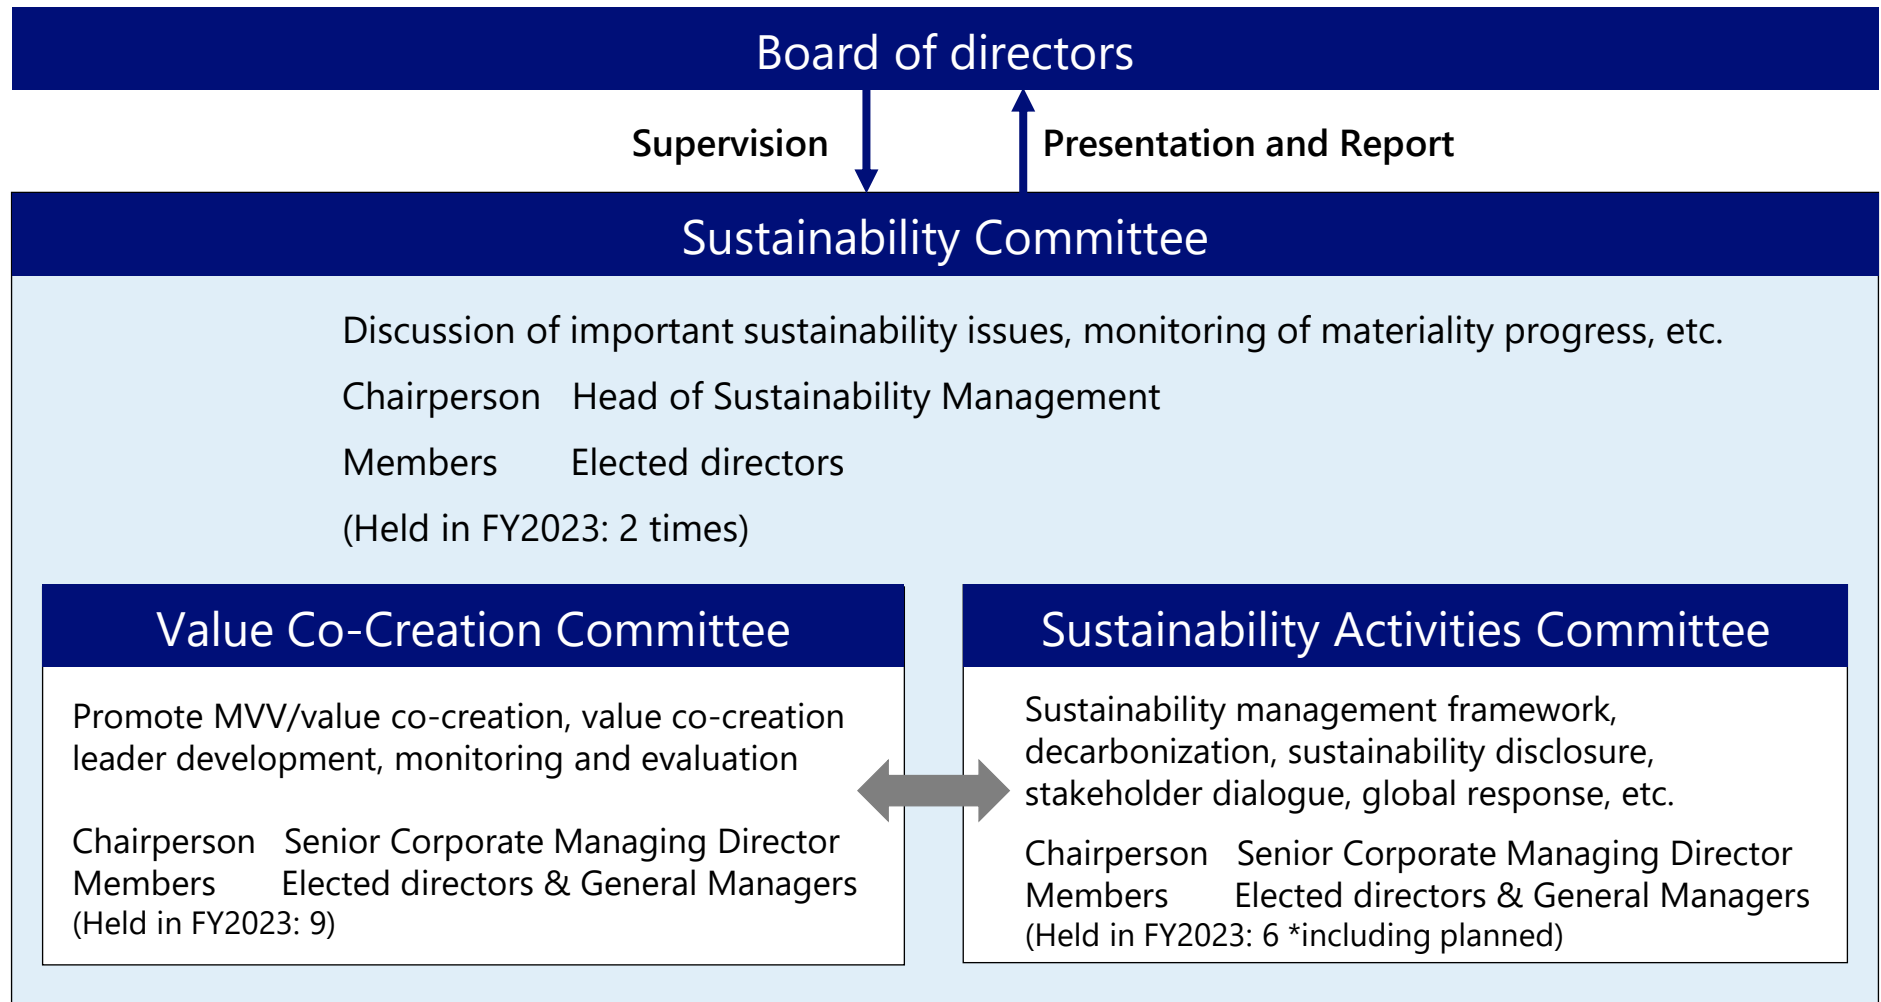 Board of directors
Supervision
Presentation and Report
Sustainability Committee
Discussion of important sustainability issues, monitoring of materiality progress, etc.
Chairperson Head of Sustainability Management
Members Elected directors
(Held in FY2023: 2 times)
Value Co-Creation Committee
Promote MVV/value co-creation, value co-creation
leader development, monitoring and evaluation
Chairperson Senior Corporate Managing Director
Members Elected directors & General Managers
(Held in FY2023: 9)
Sustainability Activities Committee
Sustainability management framework,
decarbonization, sustainability disclosure,
stakeholder dialogue, global response, etc.
Chairperson Senior Corporate Managing Director
Members Elected directors & General Managers
(Held in FY2023: 6 *including planned)